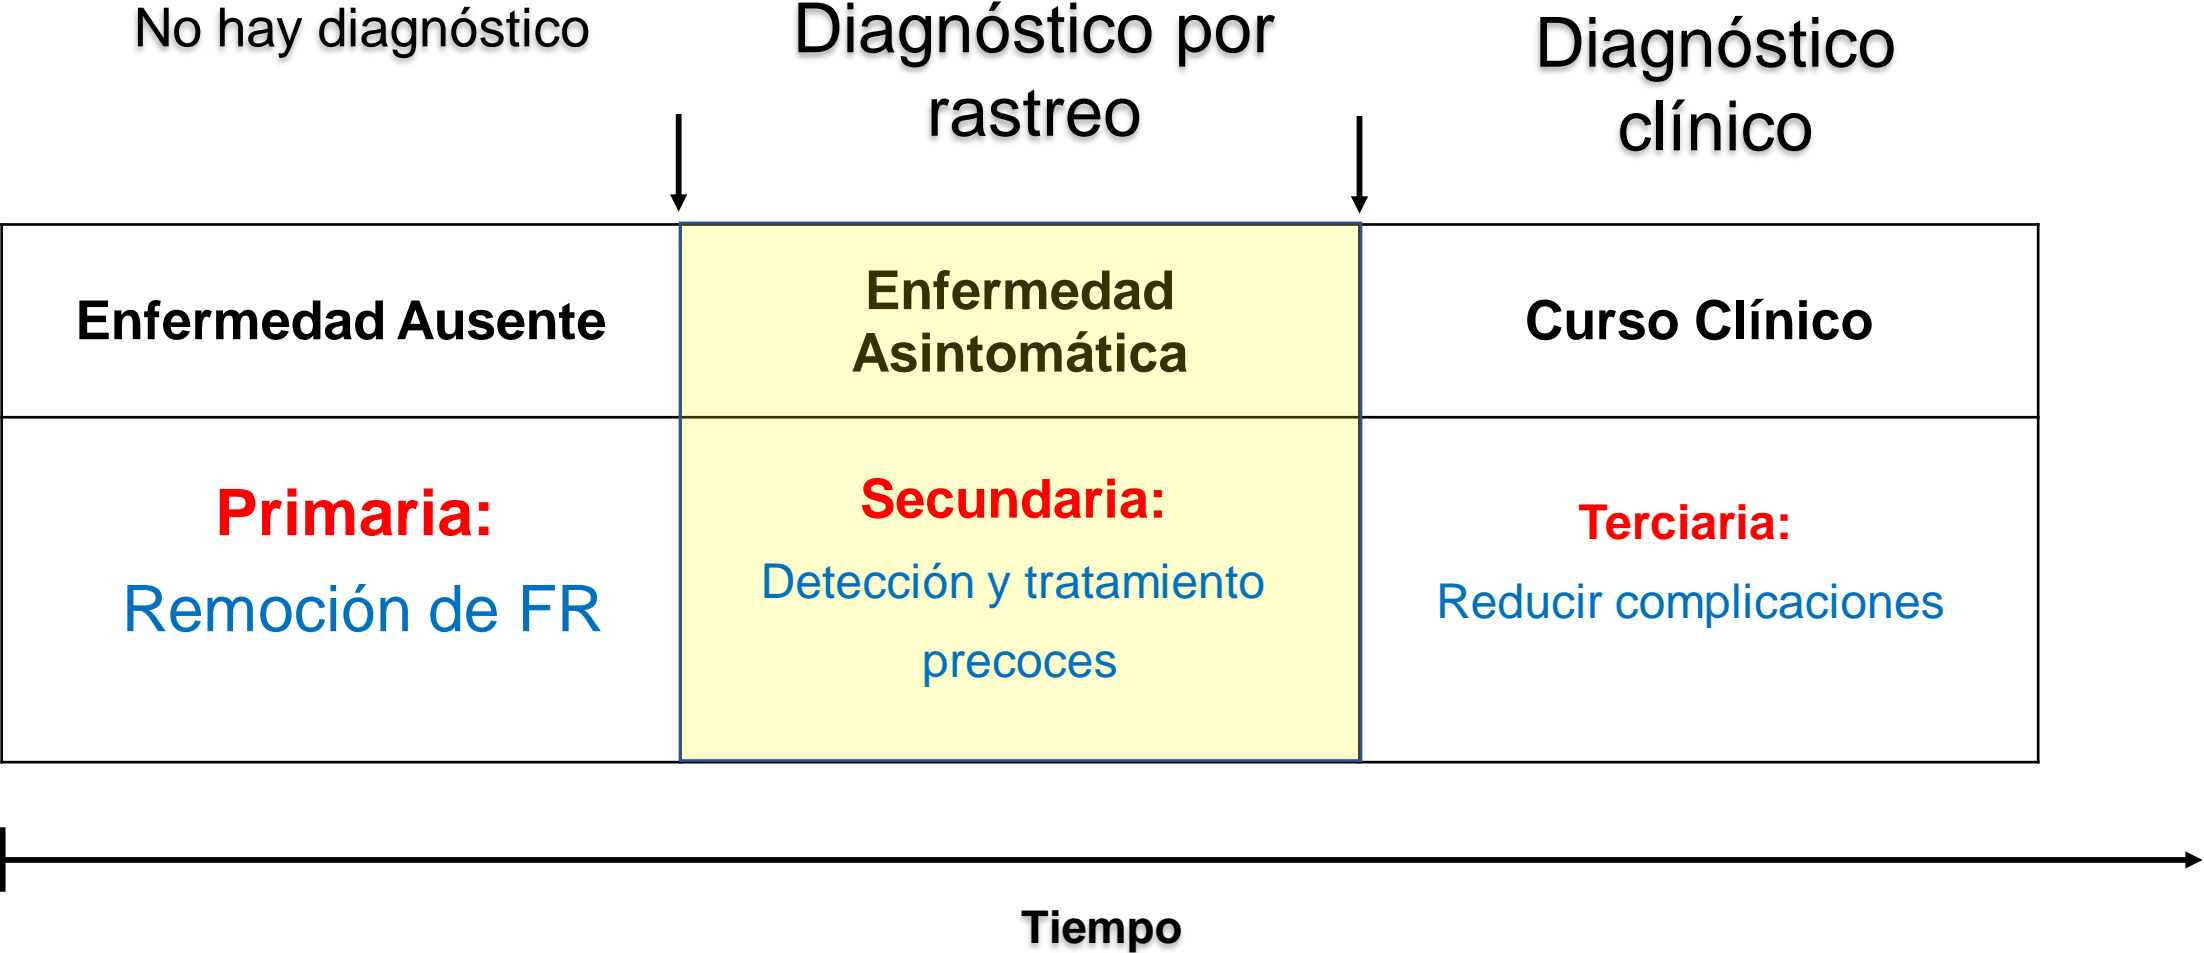 No hay diagnóstico
Diagnóstico por
rastreo
Diagnóstico
clínico
Enfermedad Ausente
Enfermedad
Asintomática
Curso Clínico
Primaria:
Remoción de FR
Secundaria:
Detección y tratamiento
precoces
Terciaria:
Reducir complicaciones
Tiempo